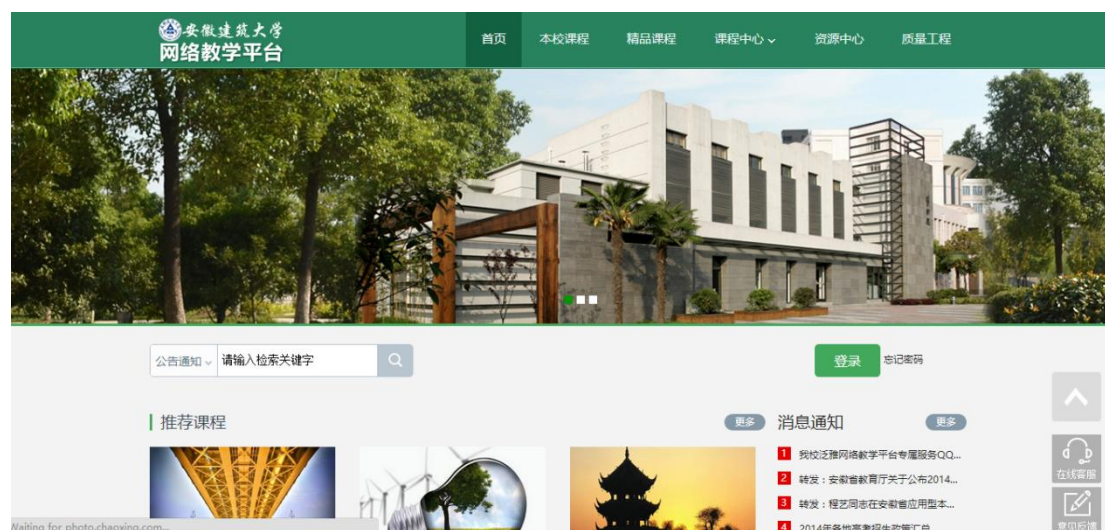 安徽建筑大学
网络教学平台
首页 本校课程 精品课程 课程中心 资源中心 质量工程
公告通知 请输入检索关键字 登录 忘记密码
推荐课程 更多 消息通知 更多
1 我校泛雅网络教学平台专属服务QQ...
2 转发：安徽省教育厅关于公布2014...
3 转发：程艺同志在安徽省应用型本...
4 2014年各地高考招生政策汇总
在线客服
意见反馈
Waiting for photo.chaoxing.com...